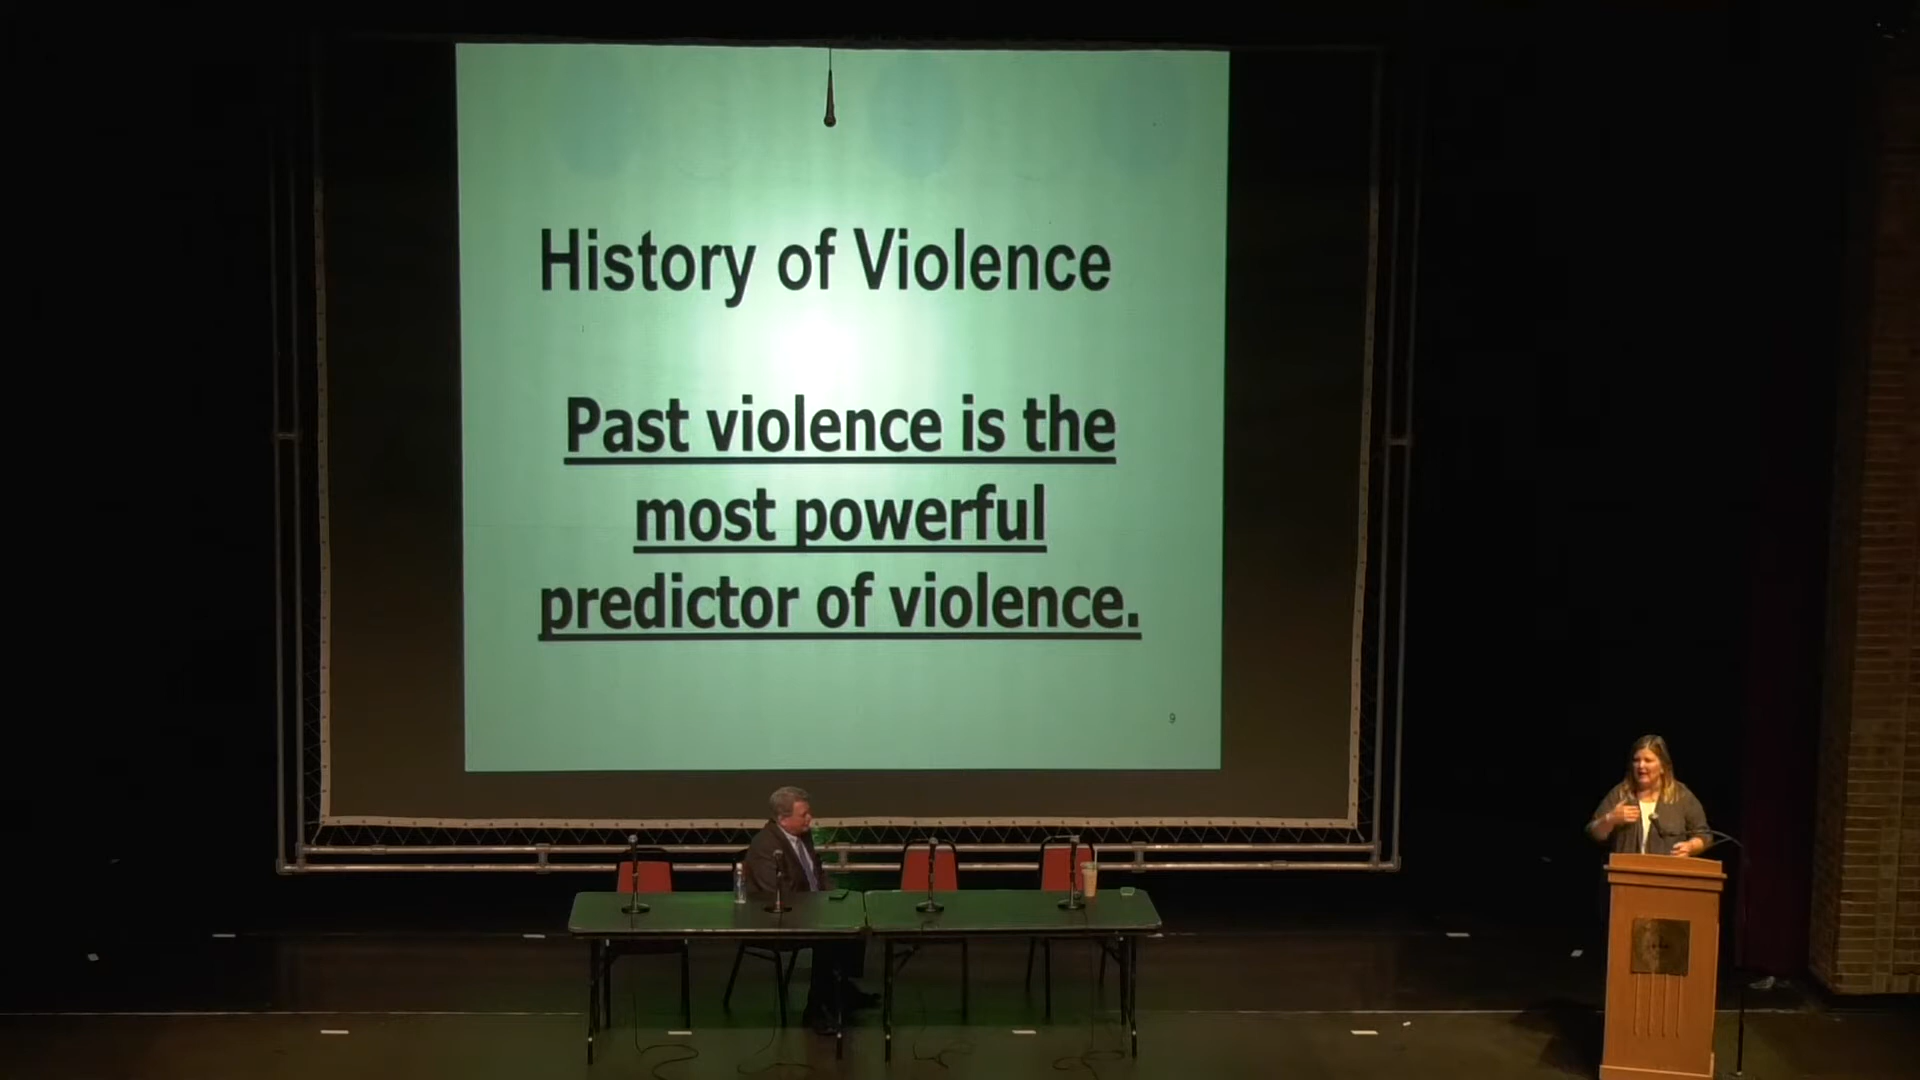 History of Violence
Past violence is the
most powerful
predictor of violence.
9